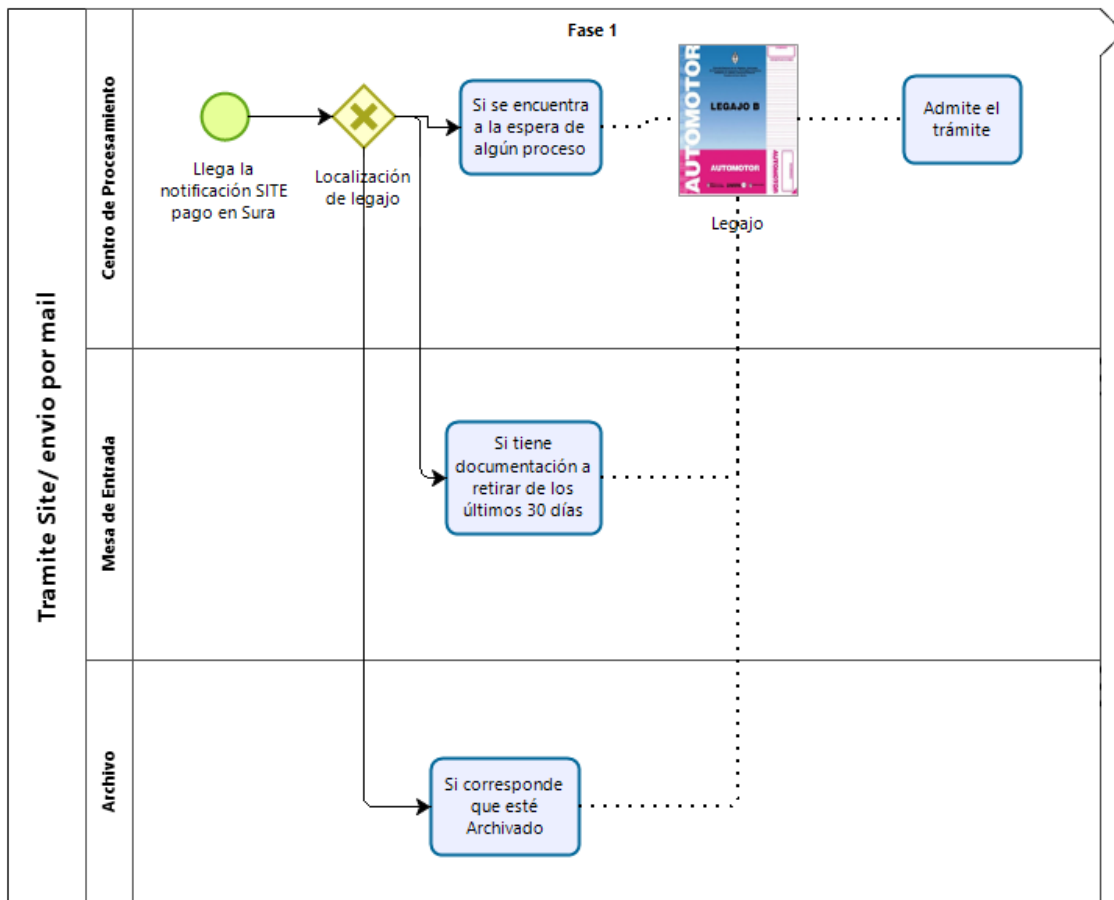 Fase 1
Tramite Site/ envio por mail
Centro de Procesamiento
Llega la
notificación SITE
pago en Sura
Localización
de legajo
Si se encuentra
a la espera de
algún proceso
AUTOMOTOR
LEGAJO B
AUTOMOTOR
AUTOMOTOR
Legajo
Admite el
trámite
Mesa de Entrada
Si tiene
documentación a
retirar de los
últimos 30 días
Archivo
Si corresponde
que esté
Archivado